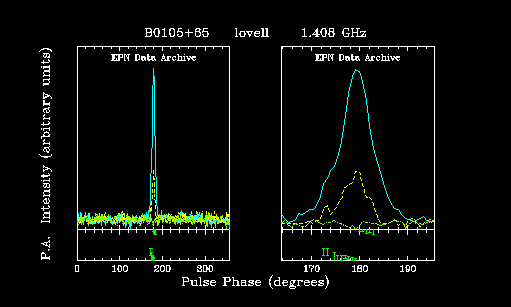 B0105+65 lovell 1.408 GHz
EPN Data Archive EPN Data Archive
P.A. Intensity (arbitrary units)
0 100 200 300 170 180 190
Pulse Phase (degrees)